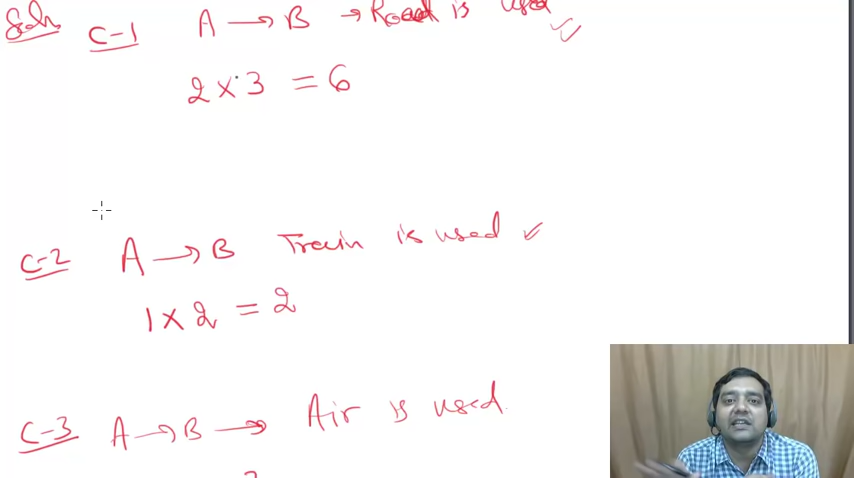 Soln C-1 A → B → Road is used ✓
2 × 3 = 6
C-2 A → B Train is used ✓
1 × 2 = 2
C-3 A → B → Air is used.